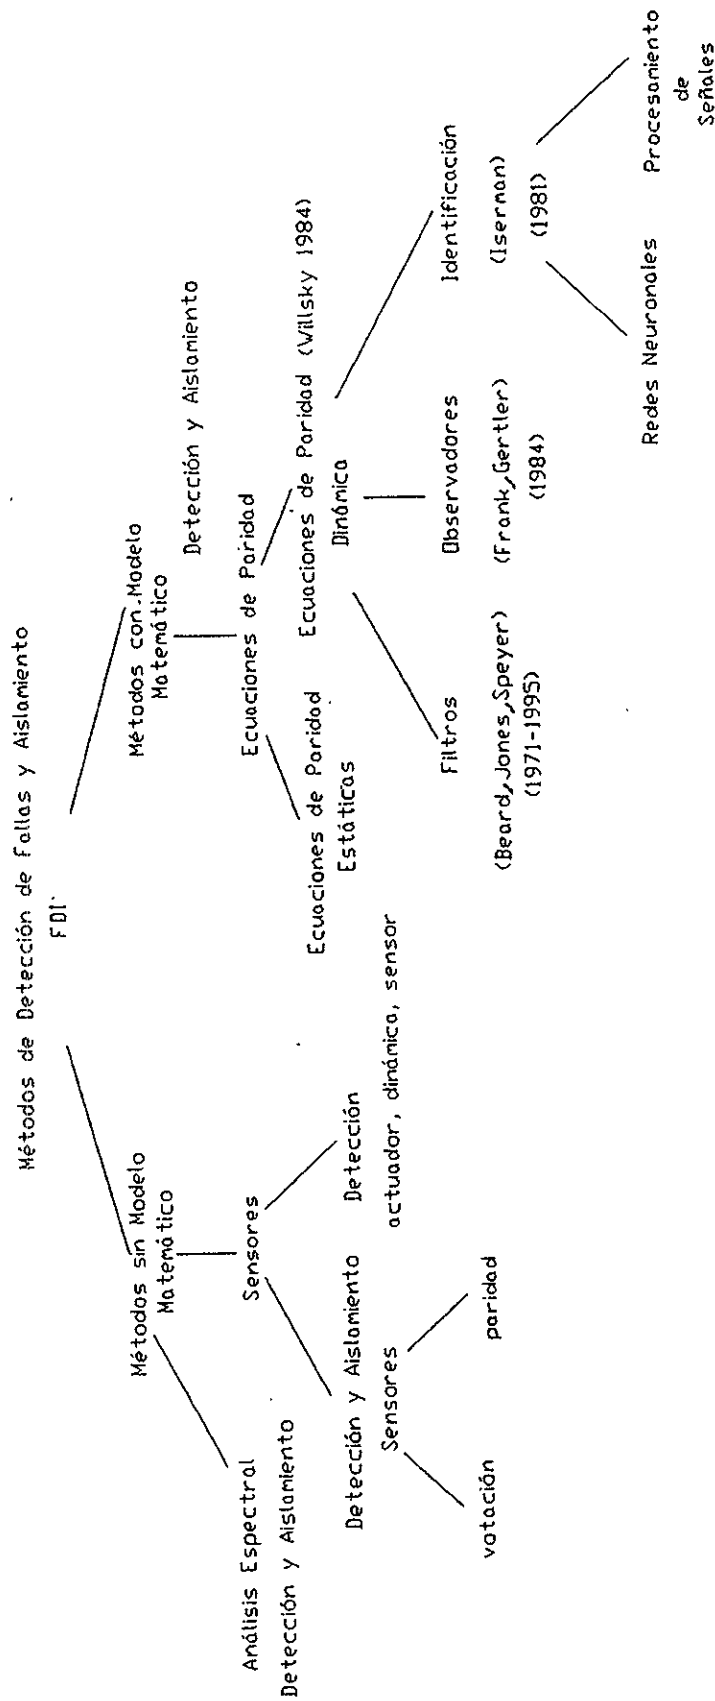 Métodos de Detección de Fallas y Aislamiento
FDI
Métodos sin Modelo
Matemático
Métodos con Modelo
Matemático
Análisis Espectral
Detección y Aislamiento
Sensores
Detección y Aislamiento
Ecuaciones de Paridad
Detección y Aislamiento
Sensores
Detección
actuador, dinámica, sensor
Ecuaciones de Paridad
Estáticas
Ecuaciones de Paridad (Willsky 1984)
Dinámica
votación
paridad
Filtros
(Beard,Jones,Speyer)
(1971-1995)
Observadores
(Frank,Gertler)
(1984)
Identificación
(Iserman)
(1981)
Redes Neuronales
Procesamiento
de
Señales